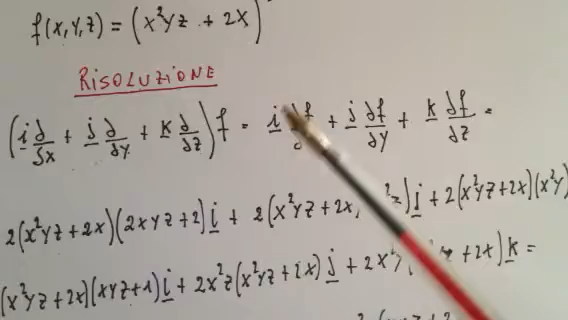 f(x,y,z) = (x²yz + 2x)
RISOLUZIONE
(i ∂/∂x + j ∂/∂y + k ∂/∂z) f = i ∂f/∂ + j ∂f/∂y + k ∂f/∂z =
2(x²yz + 2x)(2xyz + 2) i + 2(x²yz + 2x) j + 2(x²yz + 2x)(x²y)
(x²yz + 2x)(xyz + 1) i + 2x²z(x²yz + 2x) j + 2x² + 2x) k =